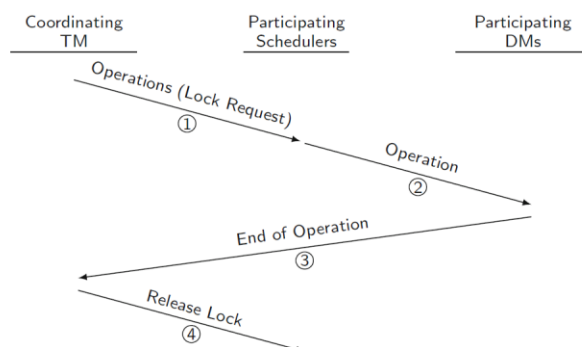 Coordinating
TM
Participating
Schedulers
Participating
DMs
Operations (Lock Request)
①
Operation
②
End of Operation
③
Release Lock
④